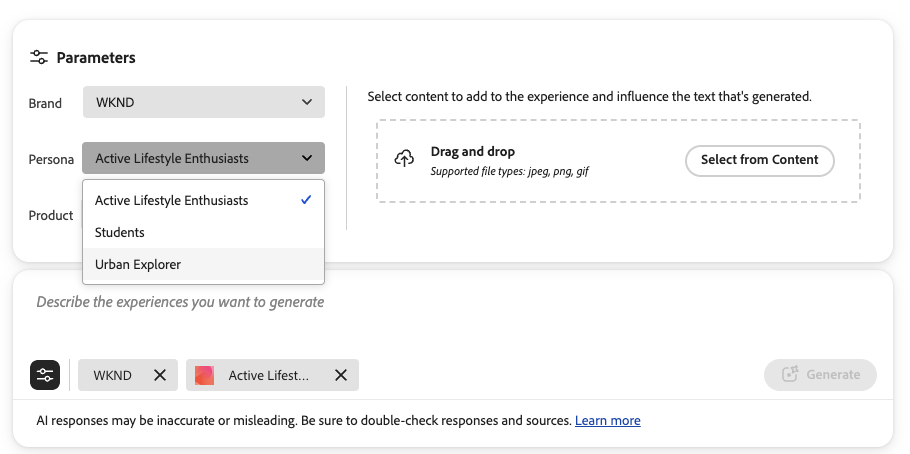 Parameters
Brand
WKND
Persona
Active Lifestyle Enthusiasts
Active Lifestyle Enthusiasts
Students
Urban Explorer
Product
Select content to add to the experience and influence the text that's generated.
Drag and drop
Supported file types: jpeg, png, gif
Select from Content
Describe the experiences you want to generate
WKND
Active Lifest...
Generate
AI responses may be inaccurate or misleading. Be sure to double-check responses and sources. Learn more